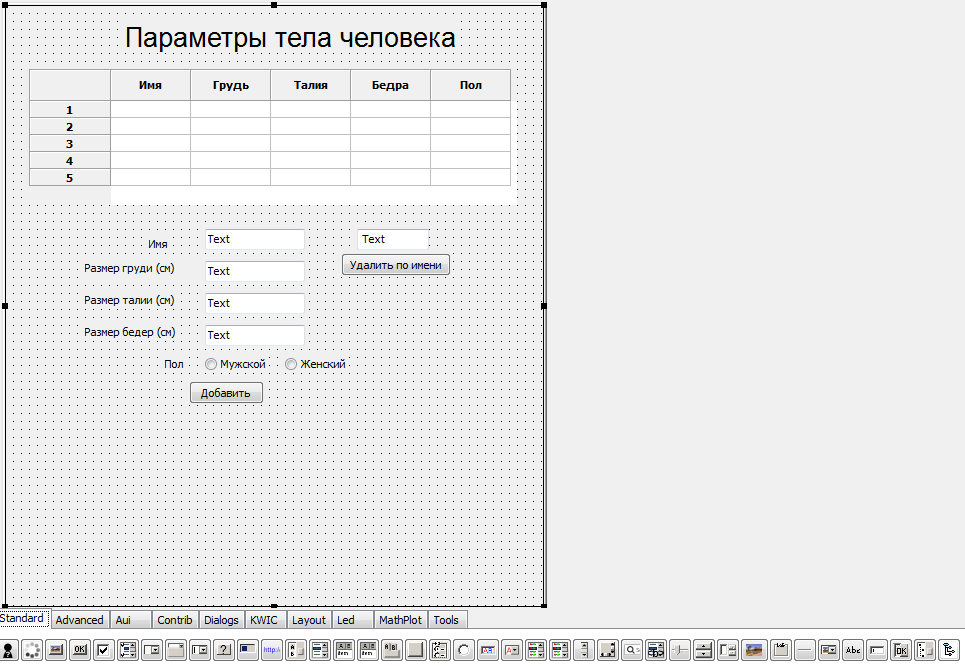 Параметры тела человека
Имя Грудь Талия Бедра Пол
1
2
3
4
5
Имя Text Text
Размер груди (см) Text Удалить по имени
Размер талии (см) Text
Размер бедер (см) Text
Пол Мужской Женский
Добавить
Standard Advanced Aui Contrib Dialogs KWIC Layout Led MathPlot Tools